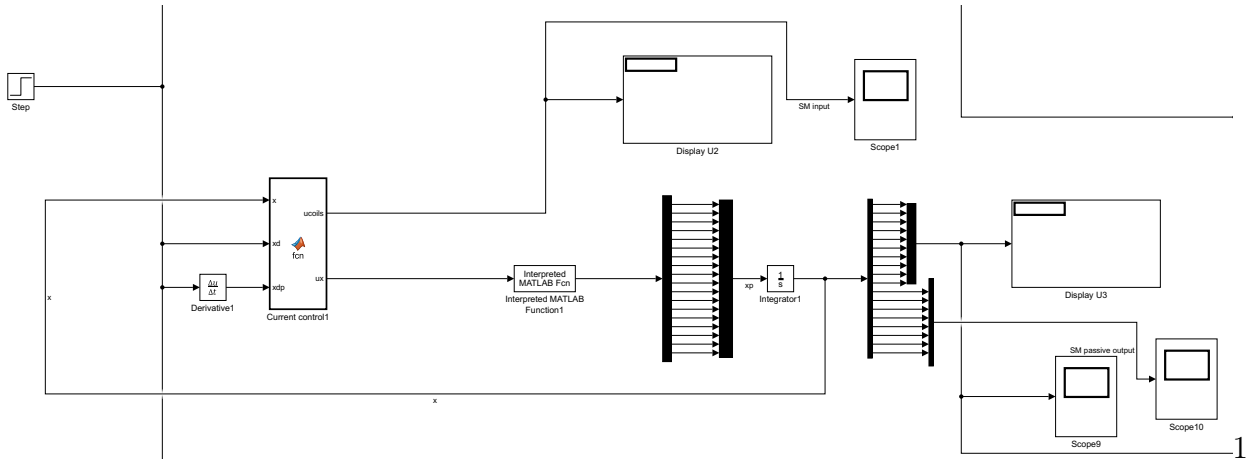 Step
x
Derivative1
Δu
Δt
x
xd
xdp
fcn
ucoils
ux
Current control1
Interpreted
MATLAB Fcn
Interpreted MATLAB
Function1
Display U2
SM input
Scope1
xp
1
s
Integrator1
x
Display U3
SM passive output
Scope9
Scope10
1